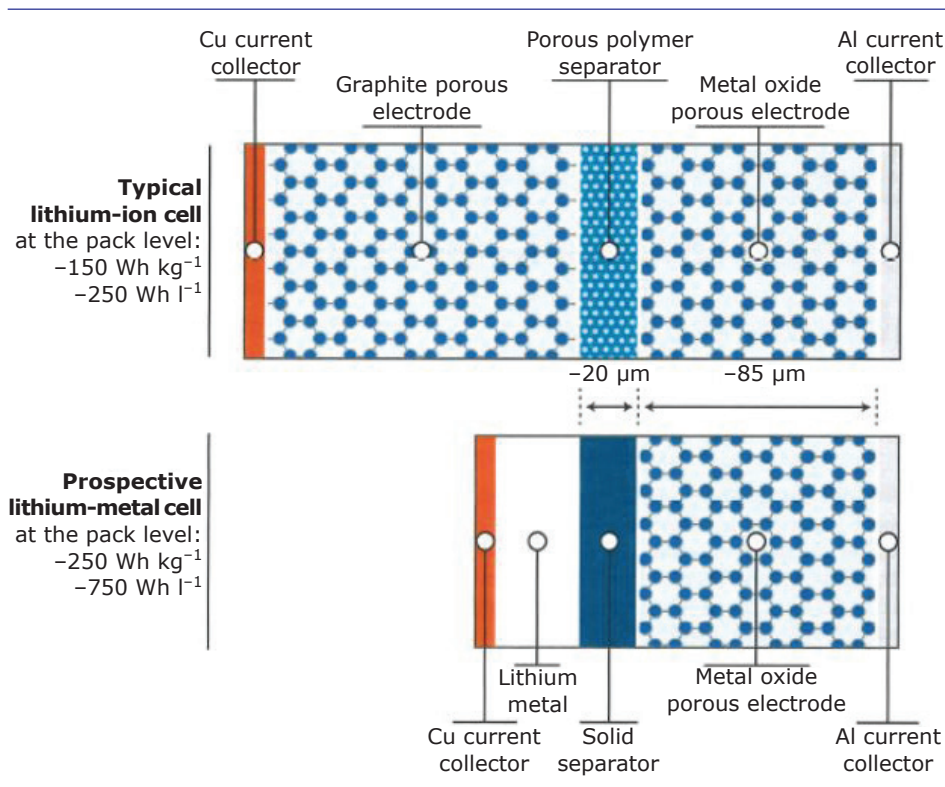 Cu current
collector
Porous polymer
separator
Al current
collector
Graphite porous
electrode
Metal oxide
porous electrode
Typical
lithium-ion cell
at the pack level:
–150 Wh kg⁻¹
–250 Wh l⁻¹
–20 µm
–85 µm
Prospective
lithium-metal cell
at the pack level:
–250 Wh kg⁻¹
–750 Wh l⁻¹
Lithium
metal
Metal oxide
porous electrode
Cu current
collector
Solid
separator
Al current
collector